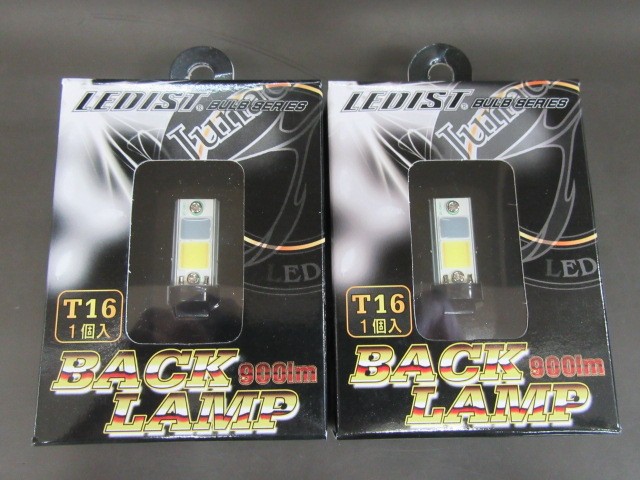 LEDIST® BULB SERIES
T16
1個入
BACK
900lm
LAMP
LEDIST® BULB SERIES
LED
T16
1個入
BACK
900lm
LAMP